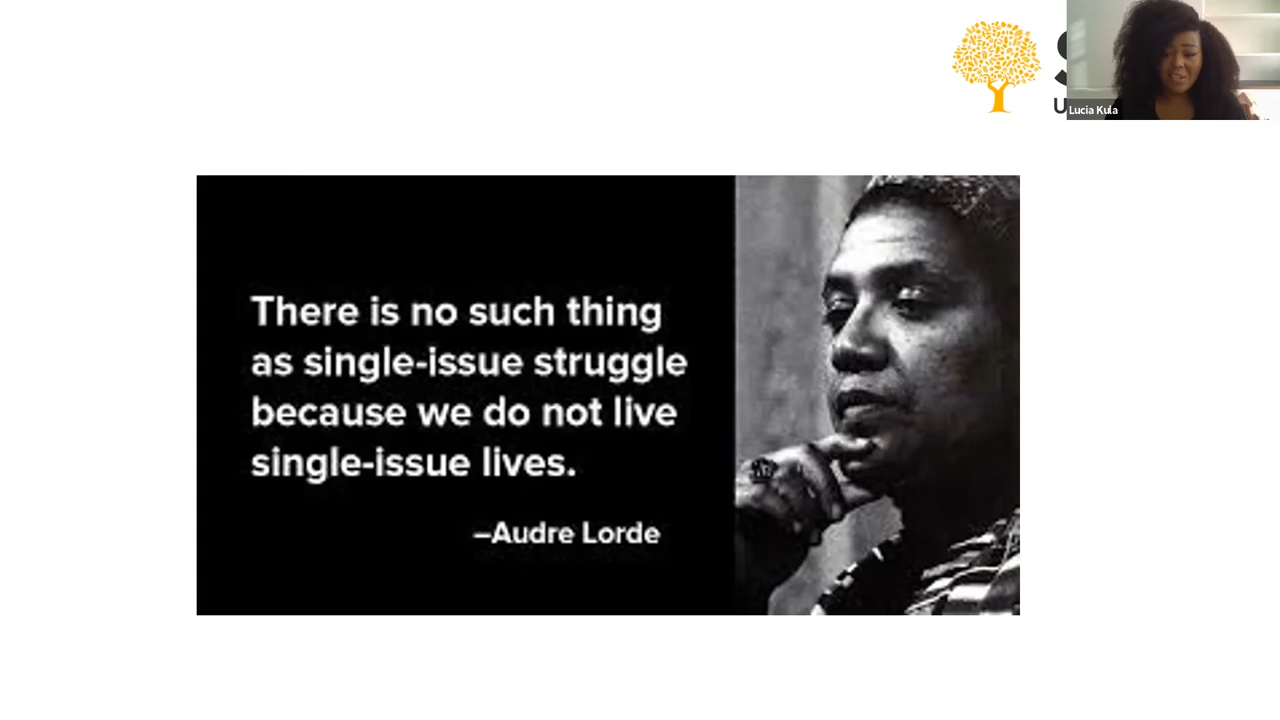 There is no such thing
as single-issue struggle
because we do not live
single-issue lives.
–Audre Lorde
Lucia Kula